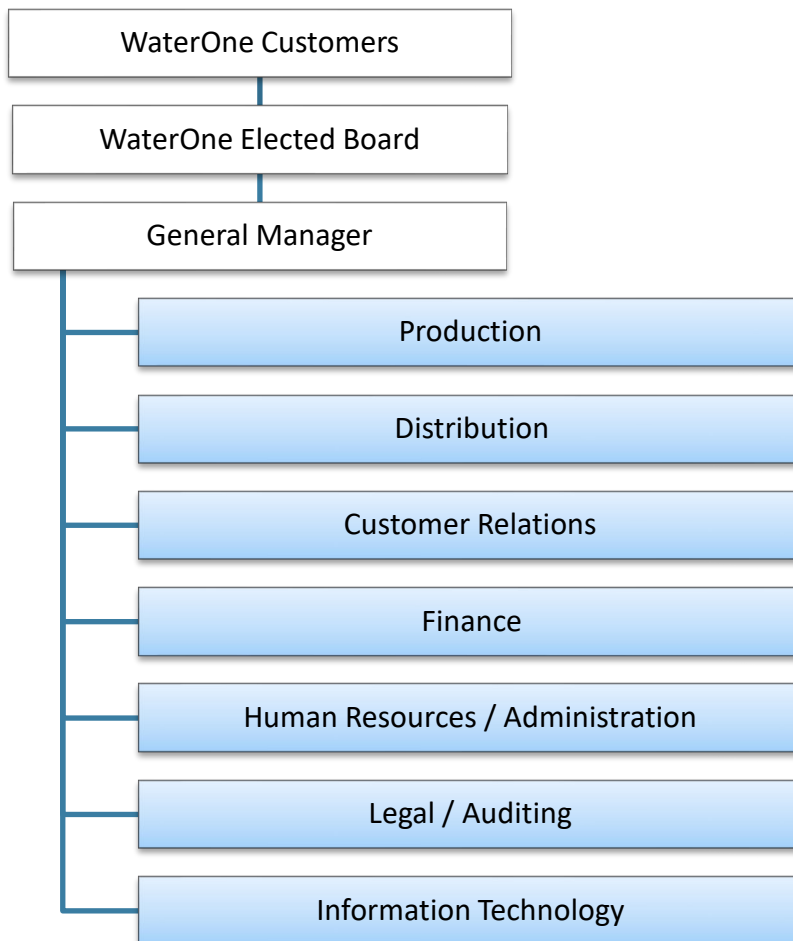 WaterOne Customers
WaterOne Elected Board
General Manager
Production
Distribution
Customer Relations
Finance
Human Resources / Administration
Legal / Auditing
Information Technology